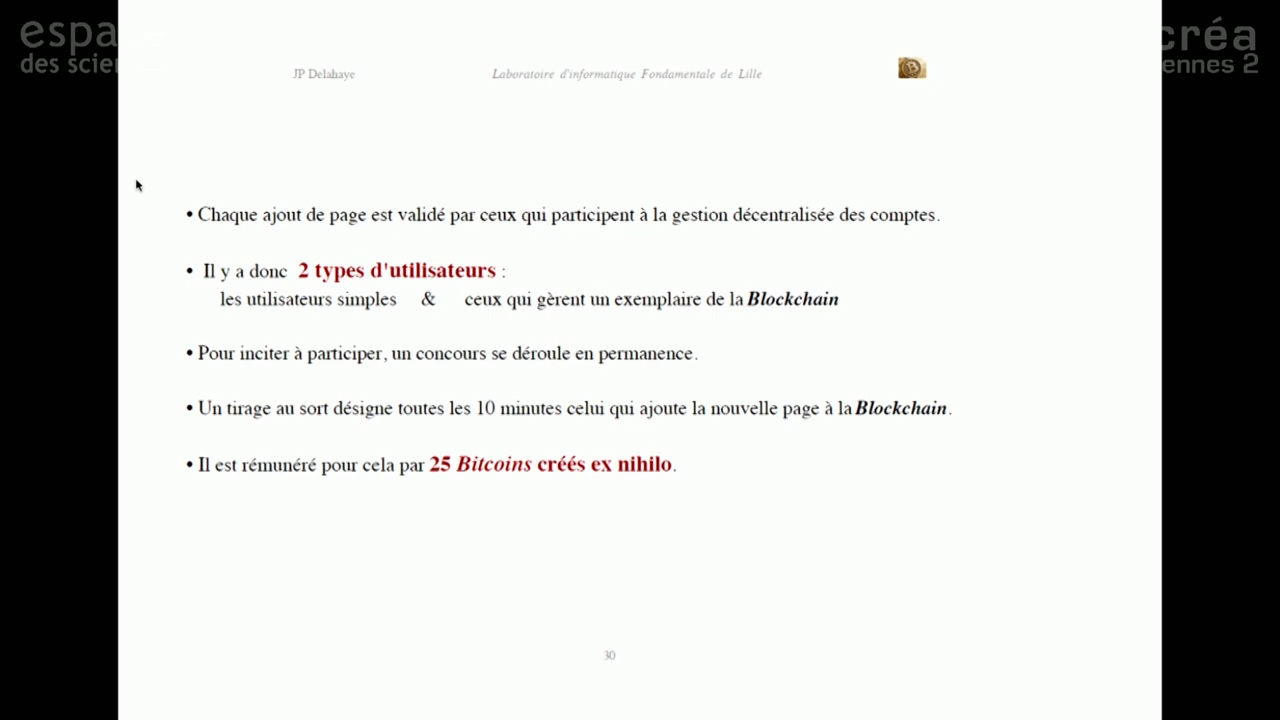 espa
des scien
créa
ennes 2
JP Delahaye Laboratoire d'informatique Fondamentale de Lille
• Chaque ajout de page est validé par ceux qui participent à la gestion décentralisée des comptes.
• Il y a donc 2 types d'utilisateurs :
les utilisateurs simples & ceux qui gèrent un exemplaire de la Blockchain
• Pour inciter à participer, un concours se déroule en permanence.
• Un tirage au sort désigne toutes les 10 minutes celui qui ajoute la nouvelle page à la Blockchain.
• Il est rémunéré pour cela par 25 Bitcoins créés ex nihilo.
30